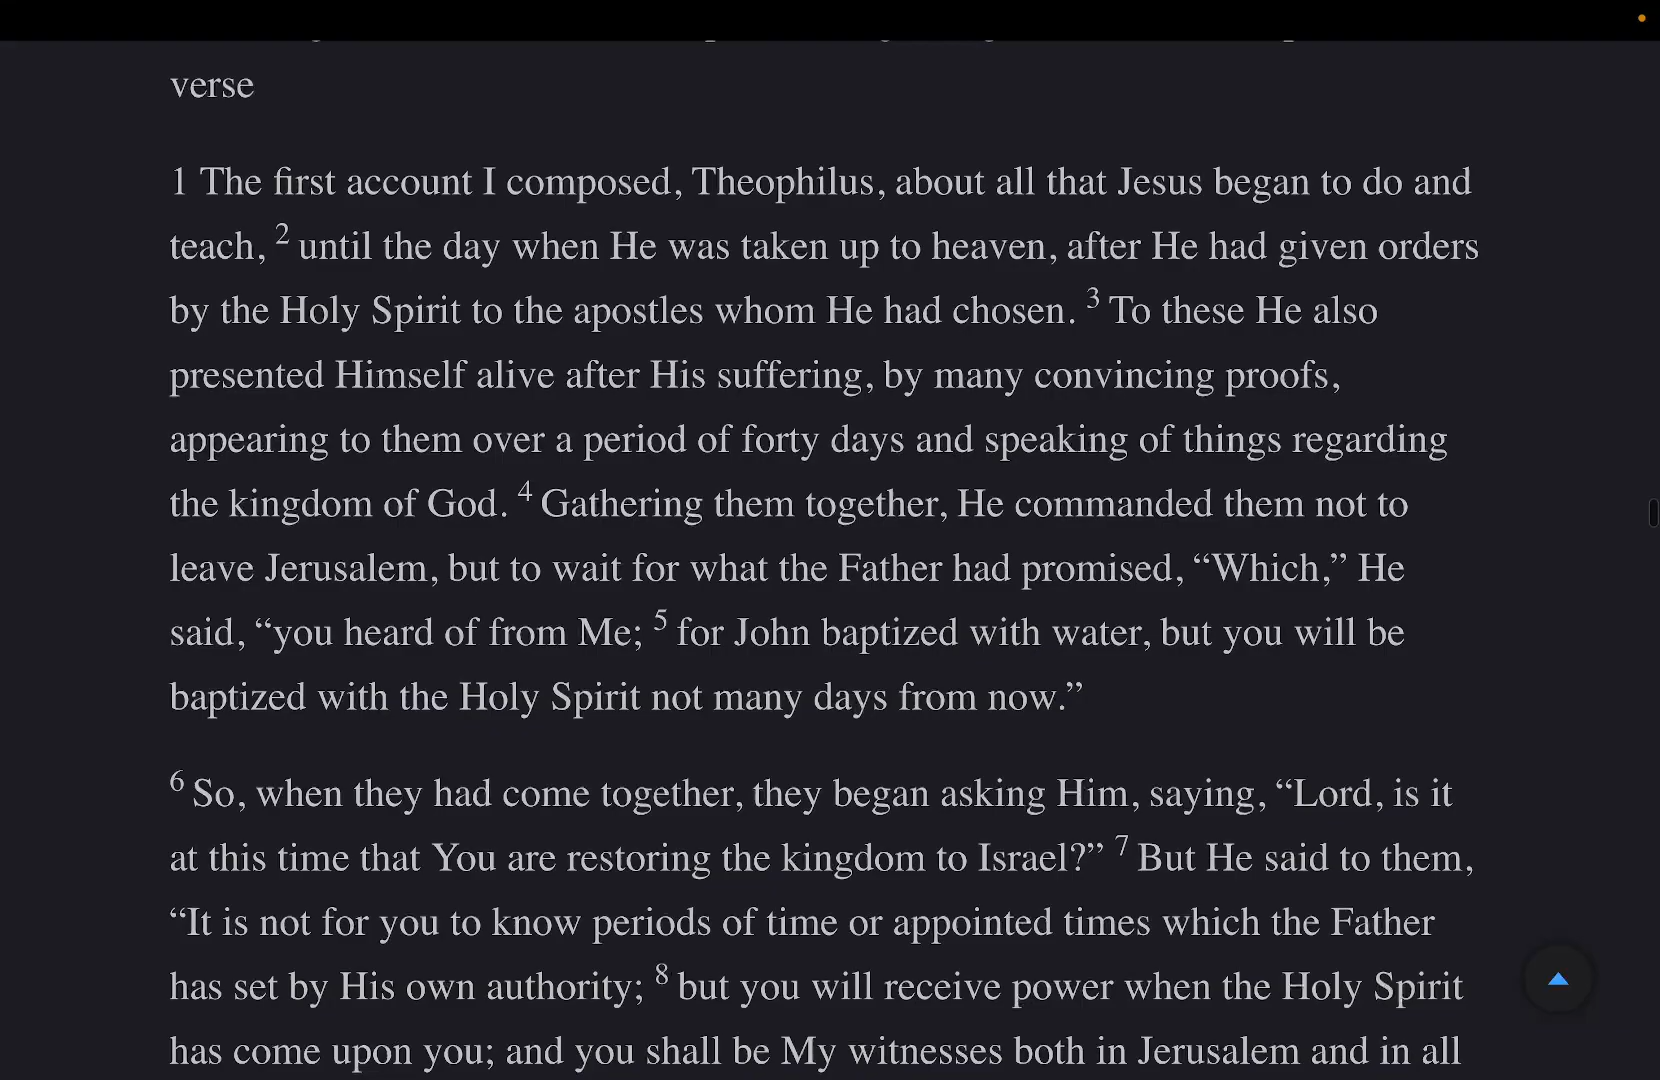 verse
1 The first account I composed, Theophilus, about all that Jesus began to do and
teach, 2 until the day when He was taken up to heaven, after He had given orders
by the Holy Spirit to the apostles whom He had chosen. 3 To these He also
presented Himself alive after His suffering, by many convincing proofs,
appearing to them over a period of forty days and speaking of things regarding
the kingdom of God. 4 Gathering them together, He commanded them not to
leave Jerusalem, but to wait for what the Father had promised, “Which,” He
said, “you heard of from Me; 5 for John baptized with water, but you will be
baptized with the Holy Spirit not many days from now.”
6 So, when they had come together, they began asking Him, saying, “Lord, is it
at this time that You are restoring the kingdom to Israel?” 7 But He said to them,
“It is not for you to know periods of time or appointed times which the Father
has set by His own authority; 8 but you will receive power when the Holy Spirit
has come upon you; and you shall be My witnesses both in Jerusalem and in all